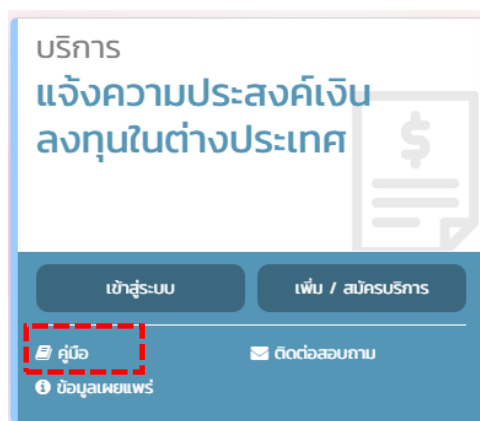 บริการ
แจ้งความประสงค์เงิน
ลงทุนในต่างประเทศ
เข้าสู่ระบบ
เพิ่ม / สมัครบริการ
คู่มือ
ติดต่อสอบถาม
ข้อมูลเผยแพร่